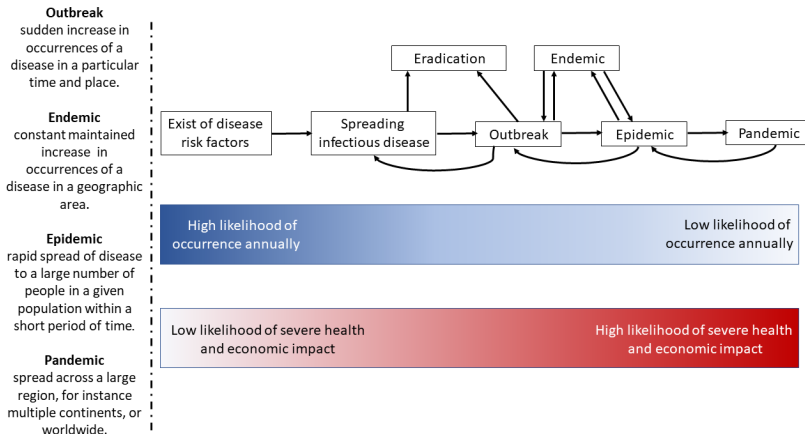 Outbreak
sudden increase in
occurrences of a
disease in a particular
time and place.
Endemic
constant maintained
increase in
occurrences of a
disease in a geographic
area.
Epidemic
rapid spread of disease
to a large number of
people in a given
population within a
short period of time.
Pandemic
spread across a large
region, for instance
multiple continents, or
worldwide.
Eradication
Endemic
Exist of disease
risk factors
Spreading
infectious disease
Outbreak
Epidemic
Pandemic
High likelihood of
occurrence annually
Low likelihood of
occurrence annually
Low likelihood of severe health
and economic impact
High likelihood of severe health
and economic impact